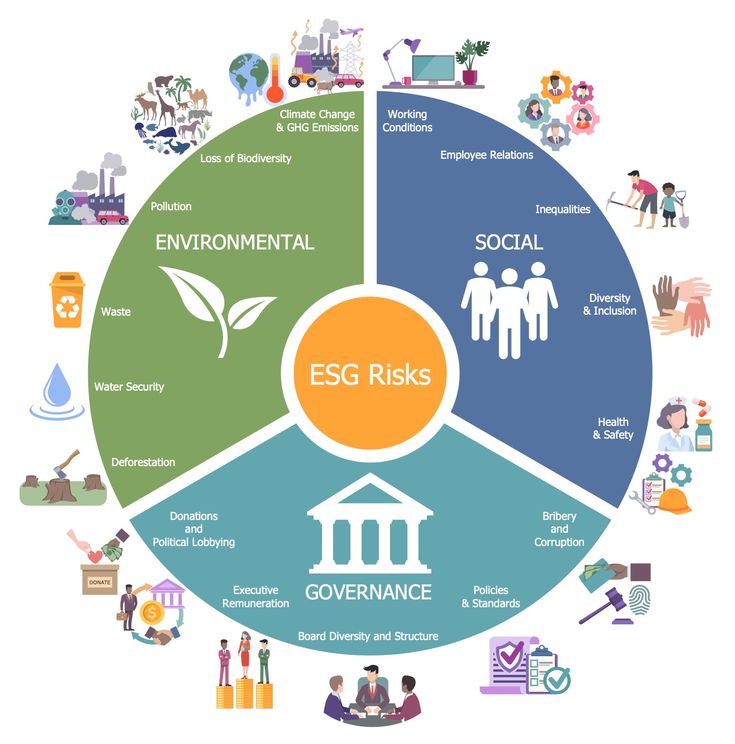 Climate Change
& GHG Emissions
Loss of Biodiversity
Pollution
ENVIRONMENTAL
Waste
Water Security
Deforestation
Working
Conditions
Employee Relations
Inequalities
SOCIAL
Diversity
& Inclusion
Health
& Safety
ESG Risks
Donations
and
Political Lobbying
Bribery
and
Corruption
Executive
Remuneration
GOVERNANCE
Policies
& Standards
Board Diversity and Structure
DONATE